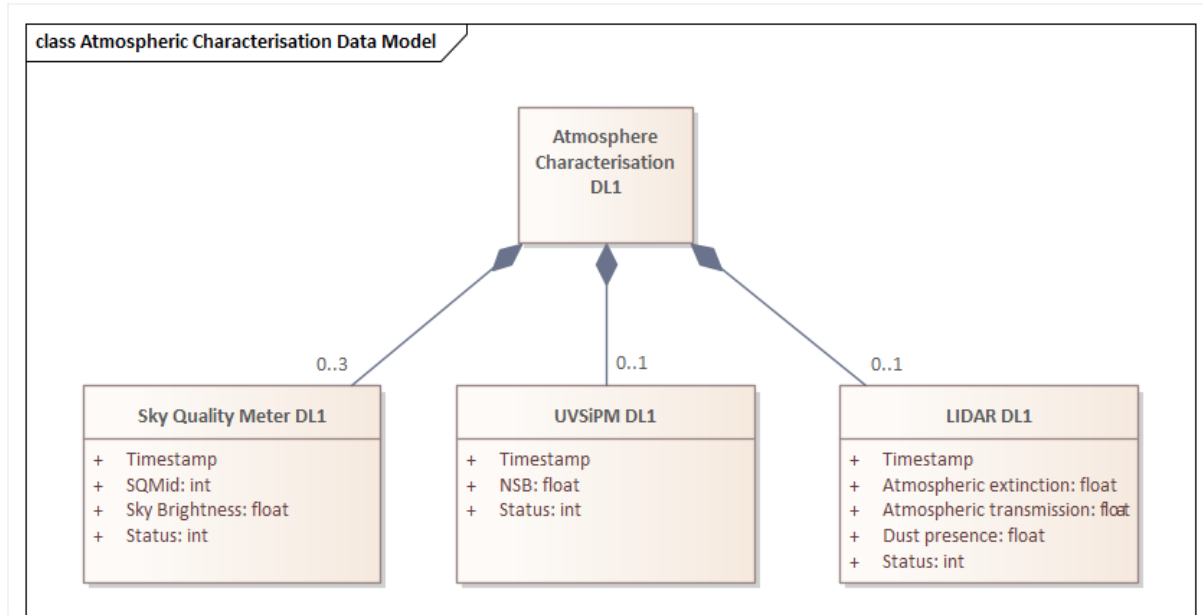 class Atmospheric Characterisation Data Model
Atmosphere
Characterisation
DL1
0..3
0..1
0..1
Sky Quality Meter DL1
+ Timestamp
+ SQMid: int
+ Sky Brightness: float
+ Status: int
UVSiPM DL1
+ Timestamp
+ NSB: float
+ Status: int
LIDAR DL1
+ Timestamp
+ Atmospheric extinction: float
+ Atmospheric transmission: float
+ Dust presence: float
+ Status: int